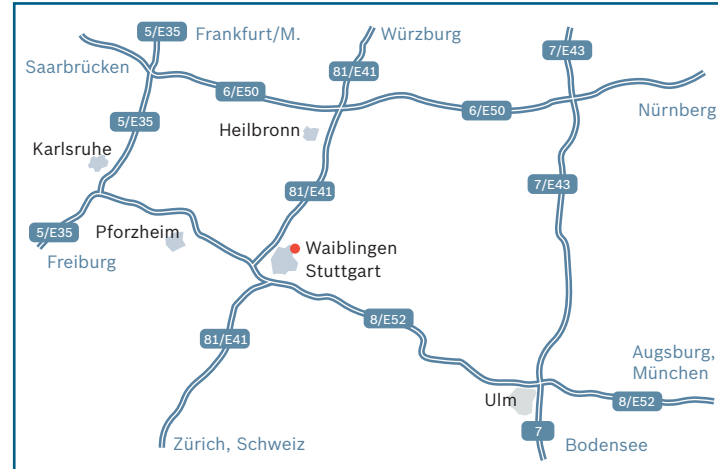 5/E35
Frankfurt/M.
Würzburg
7/E43
Saarbrücken
81/E41
6/E50
6/E50
Nürnberg
5/E35
Heilbronn
Karlsruhe
7/E43
81/E41
5/E35
Pforzheim
Waiblingen
Stuttgart
Freiburg
8/E52
81/E41
Augsburg,
München
Ulm
8/E52
7
Zürich, Schweiz
Bodensee